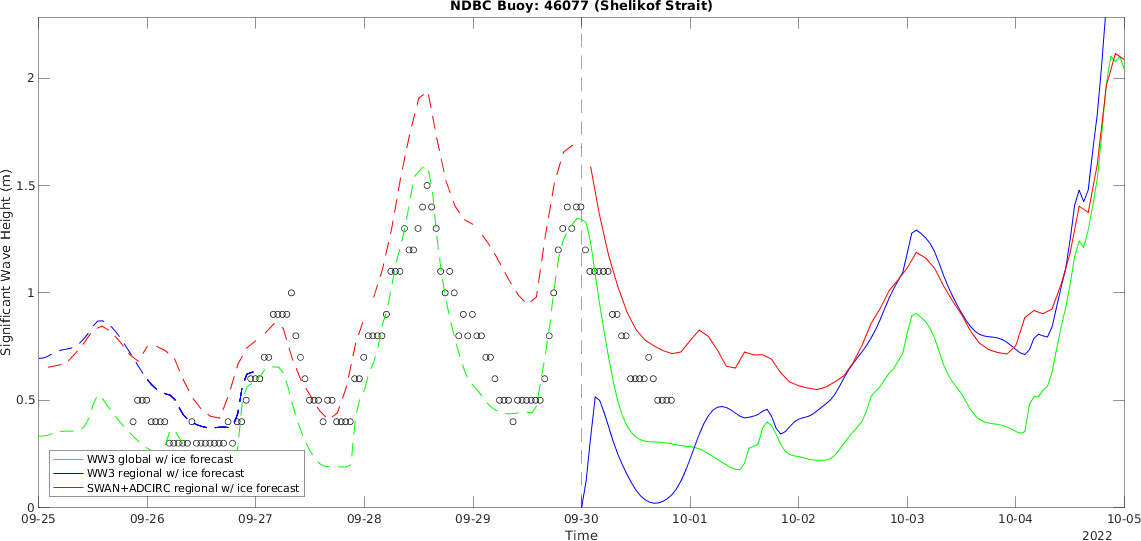 NDBC Buoy: 46077 (Shelikof Strait)
Significant Wave Height (m)
2
1.5
1
0.5
0
WW3 global w/ ice forecast
WW3 regional w/ ice forecast
SWAN+ADCIRC regional w/ ice forecast
09-25 09-26 09-27 09-28 09-29 09-30 10-01 10-02 10-03 10-04 10-05
Time
2022